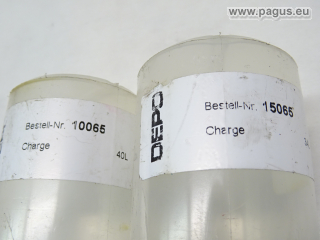 © www.pagus.eu
Bestell-Nr. 10065
Charge
40L
DEPO
Bestell-Nr. 15065
Charge